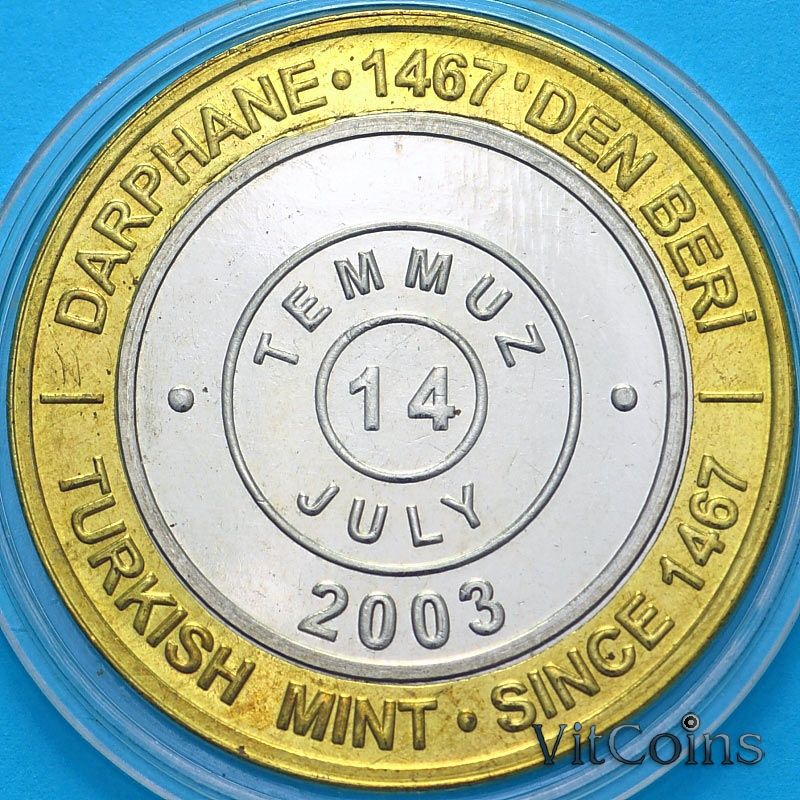 DARPHANE • 1467'DEN BERİ
TEMMUZ
14
JULY
2003
TURKISH MINT • SINCE 1467
VitCoins